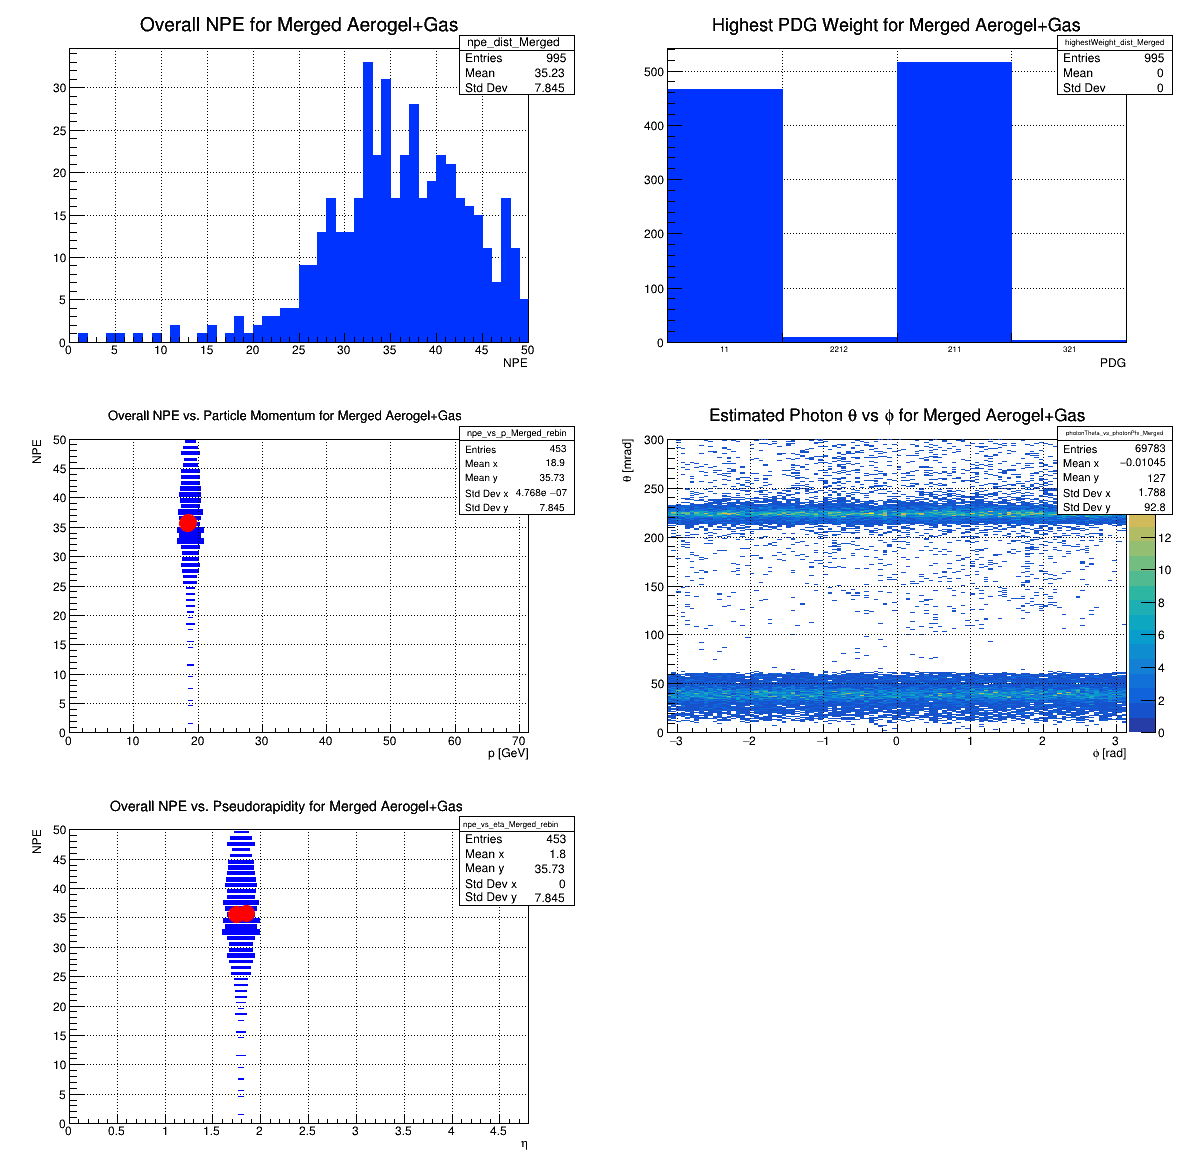 Overall NPE for Merged Aerogel+Gas
npe_dist_Merged
Entries 995
Mean 35.23
Std Dev 7.845
30
25
20
15
10
5
0
0 5 10 15 20 25 30 35 40 45 50
NPE
Highest PDG Weight for Merged Aerogel+Gas
highestWeight_dist_Merged
Entries 995
Mean 0
Std Dev 0
500
400
300
200
100
0
11 2212 211 321
PDG
Overall NPE vs. Particle Momentum for Merged Aerogel+Gas
npe_vs_p_Merged_rebin
Entries 453
Mean x 18.9
Mean y 35.73
Std Dev x 4.768e −07
Std Dev y 7.845
NPE
50
45
40
35
30
25
20
15
10
5
0
0 10 20 30 40 50 60 70
p [GeV]
Estimated Photon θ vs ϕ for Merged Aerogel+Gas
photonTheta_vs_photonPhi_Merged
Entries 69783
Mean x −0.01045
Mean y 127
Std Dev x 1.788
Std Dev y 92.8
θ [mrad]
300
250
200
150
100
50
0
−3 −2 −1 0 1 2 3
ϕ [rad]
12
10
8
6
4
2
0
Overall NPE vs. Pseudorapidity for Merged Aerogel+Gas
npe_vs_eta_Merged_rebin
Entries 453
Mean x 1.8
Mean y 35.73
Std Dev x 0
Std Dev y 7.845
NPE
50
45
40
35
30
25
20
15
10
5
0
0 0.5 1 1.5 2 2.5 3 3.5 4 4.5
η